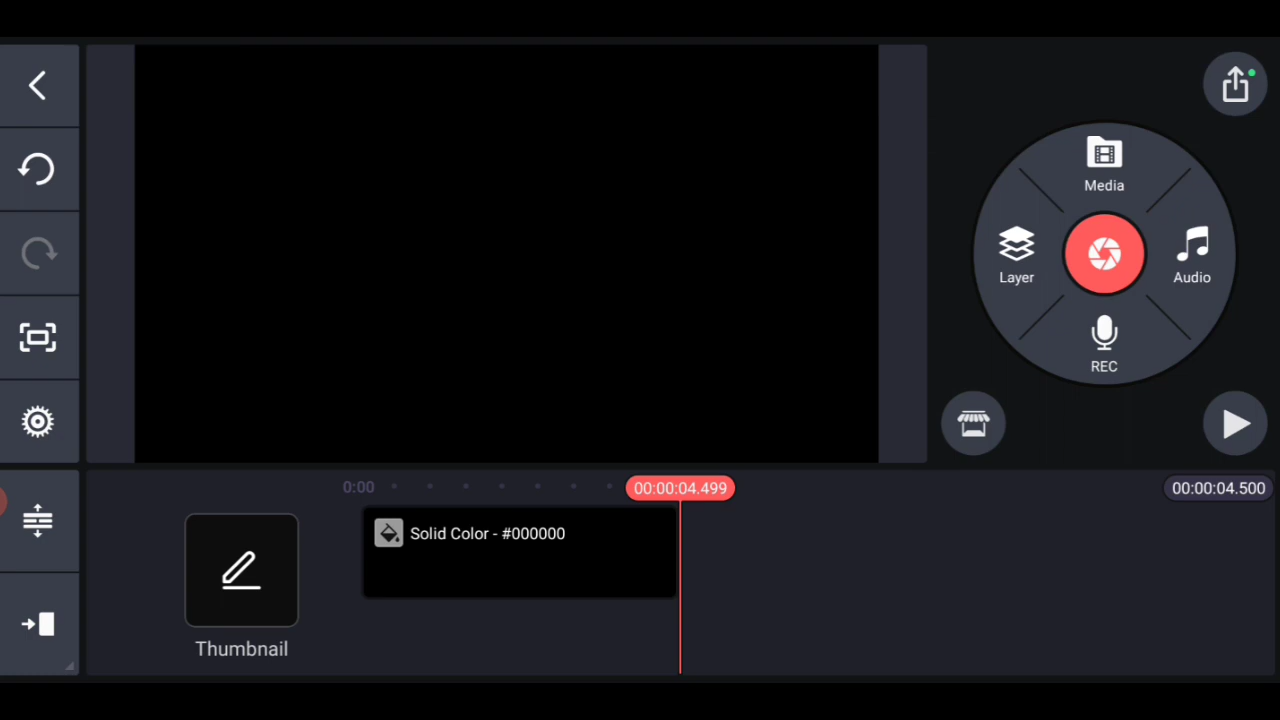 Media
Layer
Audio
REC
0:00
00:00:04.499
00:00:04.500
Solid Color - #000000
Thumbnail